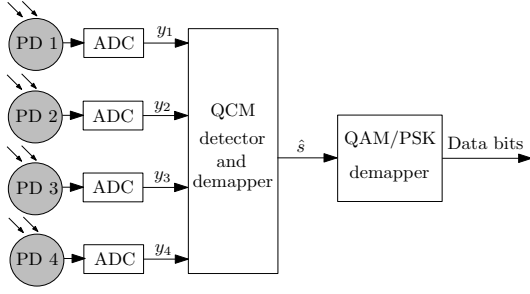 PD 1
ADC
y1
PD 2
ADC
y2
PD 3
ADC
y3
PD 4
ADC
y4
QCM
detector
and
demapper
ŝ
QAM/PSK
demapper
Data bits